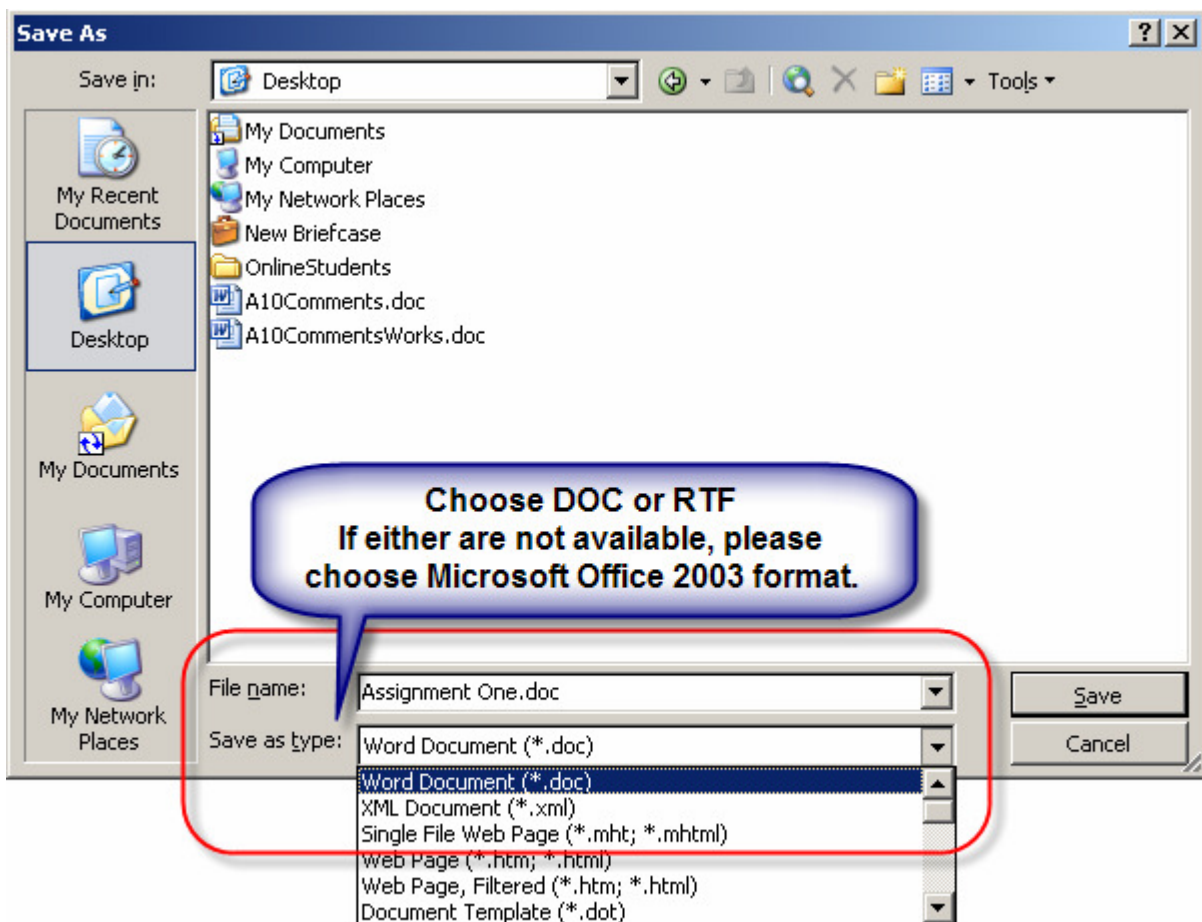 Save As
Save in:
Desktop
Tools
My Recent
Documents
Desktop
My Documents
My Computer
My Network
Places
My Documents
My Computer
My Network Places
New Briefcase
OnlineStudents
A10Comments.doc
A10CommentsWorks.doc
Choose DOC or RTF
If either are not available, please
choose Microsoft Office 2003 format.
File name:
Assignment One.doc
Save
Save as type:
Word Document (*.doc)
Cancel
Word Document (*.doc)
XML Document (*.xml)
Single File Web Page (*.mht; *.mhtml)
Web Page (*.htm; *.html)
Web Page, Filtered (*.htm; *.html)
Document Template (*.dot)